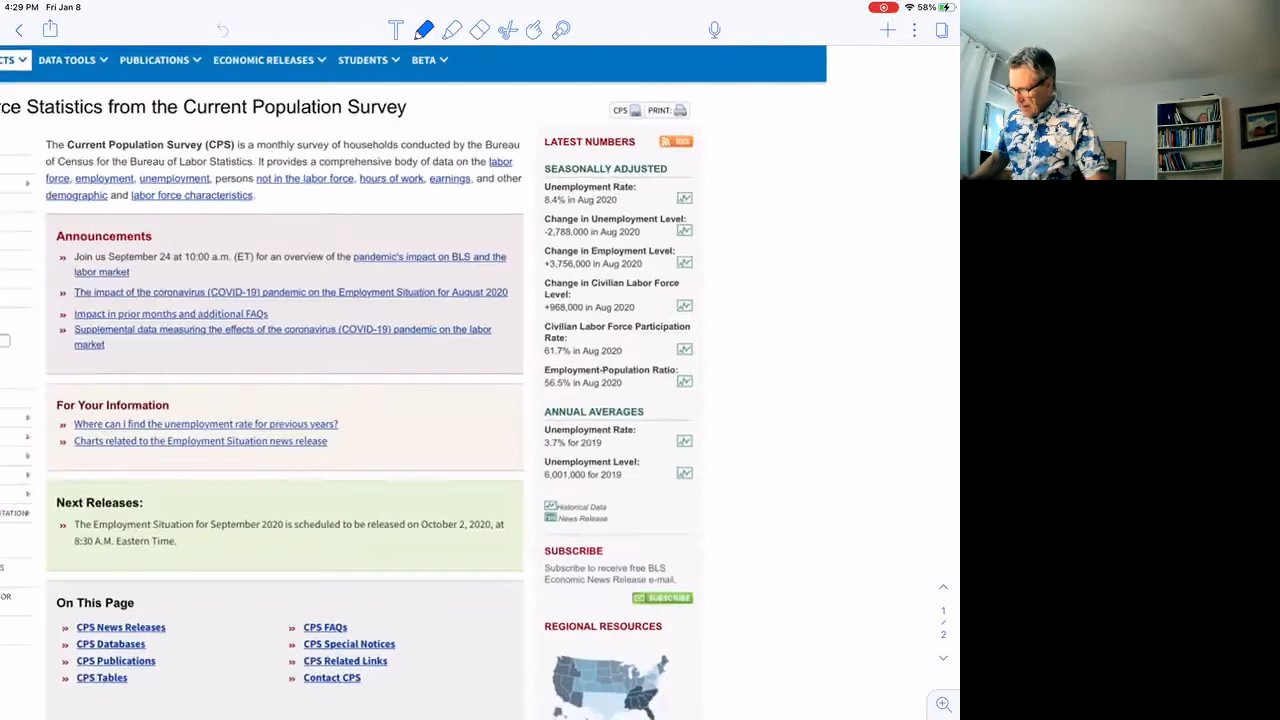 4:29 PM Fri Jan 8
58%
T
CTS DATA TOOLS PUBLICATIONS ECONOMIC RELEASES STUDENTS BETA
rce Statistics from the Current Population Survey
CPS PRINT:
The Current Population Survey (CPS) is a monthly survey of households conducted by the Bureau
of Census for the Bureau of Labor Statistics. It provides a comprehensive body of data on the labor
force, employment, unemployment, persons not in the labor force, hours of work, earnings, and other
demographic and labor force characteristics.
Announcements
» Join us September 24 at 10:00 a.m. (ET) for an overview of the pandemic's impact on BLS and the
labor market
» The impact of the coronavirus (COVID-19) pandemic on the Employment Situation for August 2020
» Impact in prior months and additional FAQs
» Supplemental data measuring the effects of the coronavirus (COVID-19) pandemic on the labor
market
For Your Information
» Where can I find the unemployment rate for previous years?
» Charts related to the Employment Situation news release
Next Releases:
» The Employment Situation for September 2020 is scheduled to be released on October 2, 2020, at
8:30 A.M. Eastern Time.
On This Page
» CPS News Releases
» CPS Databases
» CPS Publications
» CPS Tables
» CPS FAQs
» CPS Special Notices
» CPS Related Links
» Contact CPS
LATEST NUMBERS
RSS
SEASONALLY ADJUSTED
Unemployment Rate:
8.4% in Aug 2020
Change in Unemployment Level:
-2,788,000 in Aug 2020
Change in Employment Level:
+3,756,000 in Aug 2020
Change in Civilian Labor Force
Level:
+968,000 in Aug 2020
Civilian Labor Force Participation
Rate:
61.7% in Aug 2020
Employment-Population Ratio:
56.5% in Aug 2020
ANNUAL AVERAGES
Unemployment Rate:
3.7% for 2019
Unemployment Level:
6,001,000 for 2019
Historical Data
News Release
SUBSCRIBE
Subscribe to receive free BLS
Economic News Release e-mail.
SUBSCRIBE
REGIONAL RESOURCES
TATION
S
OR
1
/
2